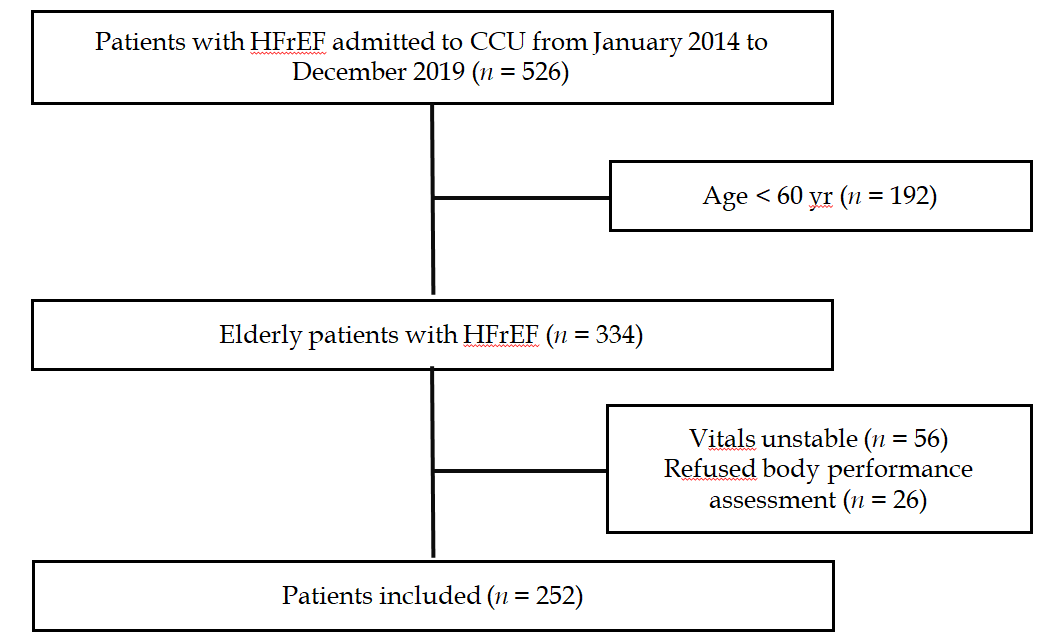 Patients with HFrEF admitted to CCU from January 2014 to
December 2019 (n = 526)
Age < 60 yr (n = 192)
Elderly patients with HFrEF (n = 334)
Vitals unstable (n = 56)
Refused body performance
assessment (n = 26)
Patients included (n = 252)